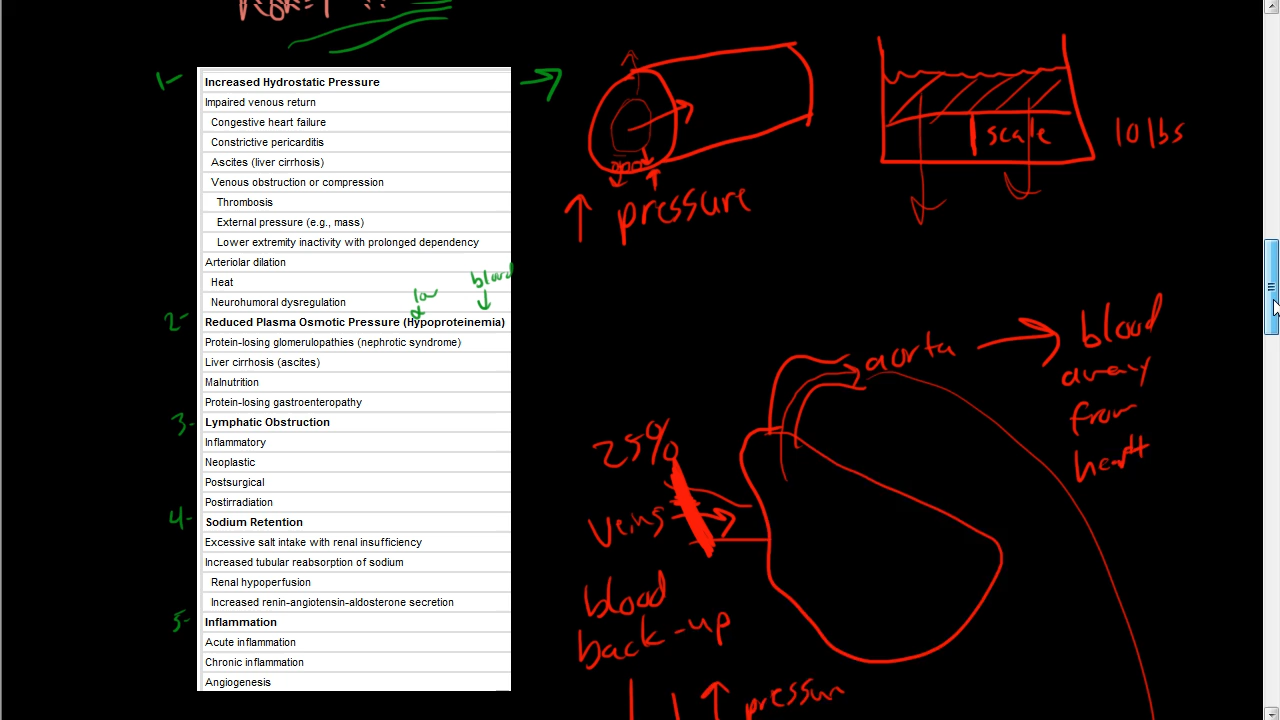 1-
Increased Hydrostatic Pressure
Impaired venous return
Congestive heart failure
Constrictive pericarditis
Ascites (liver cirrhosis)
Venous obstruction or compression
Thrombosis
External pressure (e.g., mass)
Lower extremity inactivity with prolonged dependency
Arteriolar dilation
Heat
Neurohumoral dysregulation
low
blood
2-
Reduced Plasma Osmotic Pressure (Hypoproteinemia)
Protein-losing glomerulopathies (nephrotic syndrome)
Liver cirrhosis (ascites)
Malnutrition
Protein-losing gastroenteropathy
3-
Lymphatic Obstruction
Inflammatory
Neoplastic
Postsurgical
Postirradiation
4-
Sodium Retention
Excessive salt intake with renal insufficiency
Increased tubular reabsorption of sodium
Renal hypoperfusion
Increased renin-angiotensin-aldosterone secretion
5-
Inflammation
Acute inflammation
Chronic inflammation
Angiogenesis
↑ pressure
scale
10 lbs
aorta → blood
away
from
heart
25%
veins
blood
back-up
↑ pressure